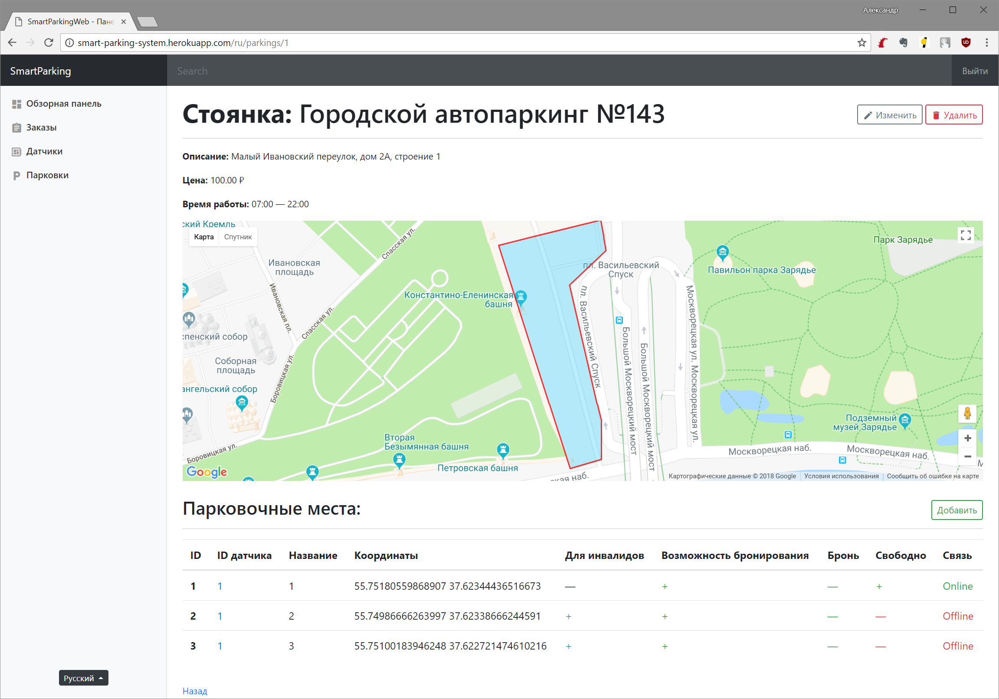 Александр
SmartParkingWeb - Пане
smart-parking-system.herokuapp.com/ru/parkings/1
SmartParking
Search
Выйти
Обзорная панель
Заказы
Датчики
Парковки
Стоянка: Городской автопаркинг №143
Изменить
Удалить
Описание: Малый Ивановский переулок, дом 2А, строение 1
Цена: 100.00 ₽
Время работы: 07:00 — 22:00
ский Кремль
Карта
Спутник
Спасская ул.
Парк Зарядье
Ивановская
площадь
пл. Васильевский
Спуск
Павильон парка Зарядье
Ивановская пл.
Константино-Еленинская
башня
Спасская ул.
пл. Васильевский Спуск
Москворецкая ул.
Москворецкая ул.
Большой Москворецкий мост
Большой Москворецкий мост
спенский собор
Соборная
площадь
Боровицкая ул.
ангельский собор
Подземный
музей Зарядье
Вторая
Безымянная башня
Боровицкая ул.
Москворецкая наб.
Москворецкая наб.
Петровская башня
Google
ская наб.
Картографические данные © 2018 Google
Условия использования
Сообщить об ошибке на карте
Парковочные места:
Добавить
ID ID датчика Название Координаты Для инвалидов Возможность бронирования Бронь Свободно Связь
1 1 1 55.75180559868907 37.62344436516673 — + — + Online
2 1 2 55.74986666263997 37.62338666244591 + + — — Offline
3 1 3 55.75100183946248 37.622721474610216 + + — — Offline
Русский
Назад